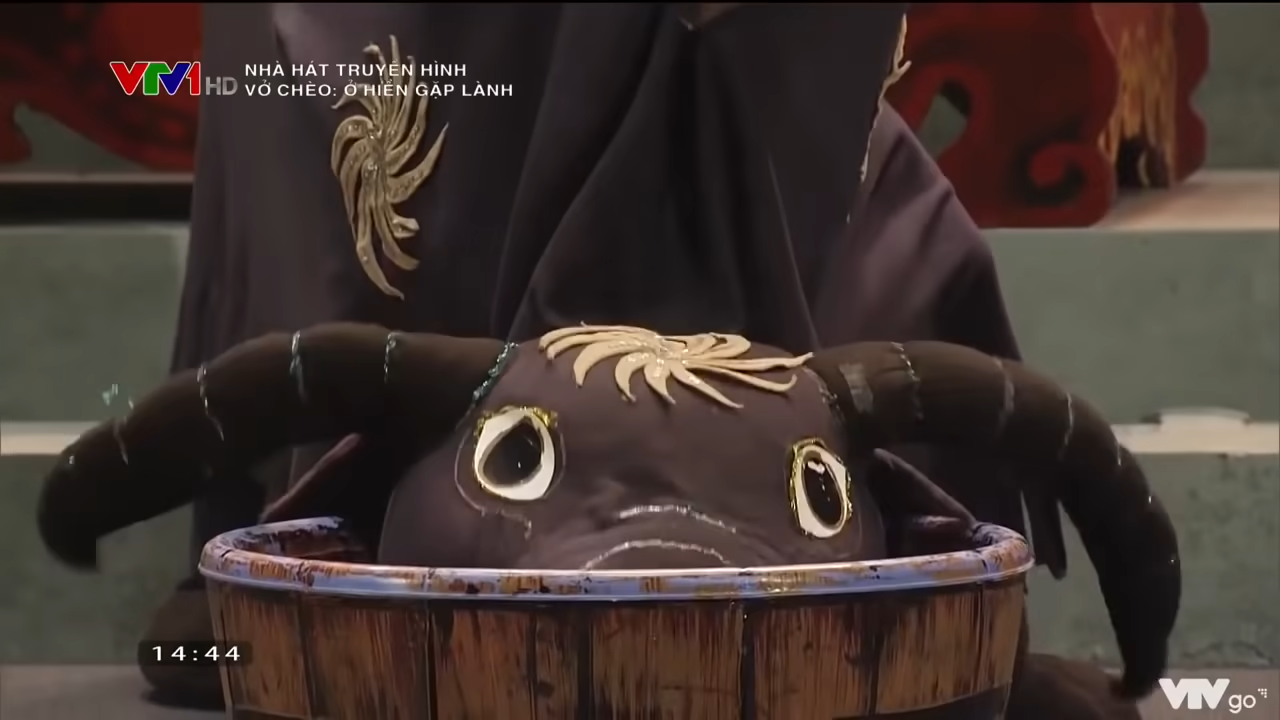 VTV1 HD
NHÀ HÁT TRUYỀN HÌNH
VỞ CHÈO: Ở HIỀN GẶP LÀNH
14:44
VTV go